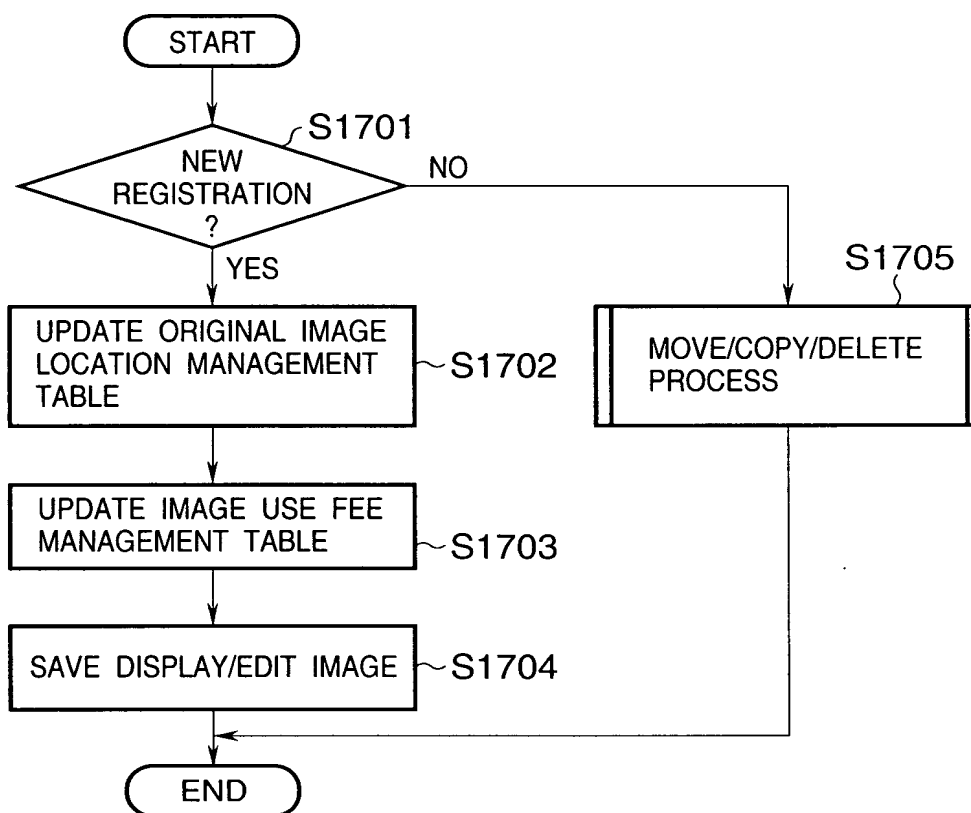 START
S1701
NEW
REGISTRATION
?
NO
YES
S1705
UPDATE ORIGINAL IMAGE
LOCATION MANAGEMENT
TABLE
S1702
MOVE/COPY/DELETE
PROCESS
UPDATE IMAGE USE FEE
MANAGEMENT TABLE
S1703
SAVE DISPLAY/EDIT IMAGE
S1704
END